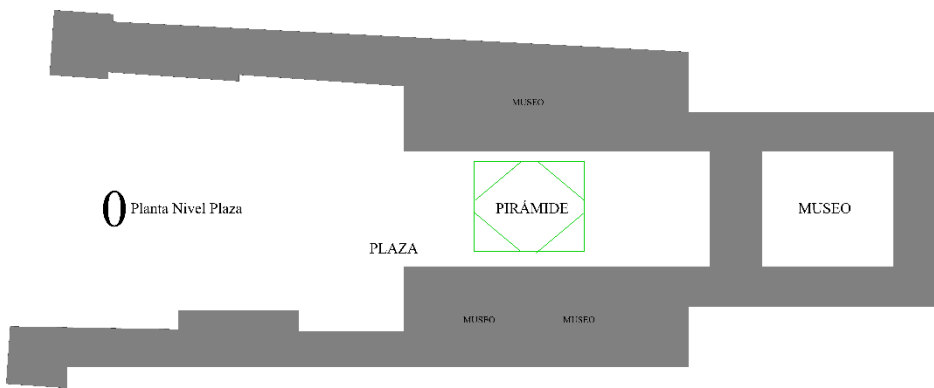 MUSEO
0 Planta Nivel Plaza
PIRÁMIDE
MUSEO
PLAZA
MUSEO MUSEO